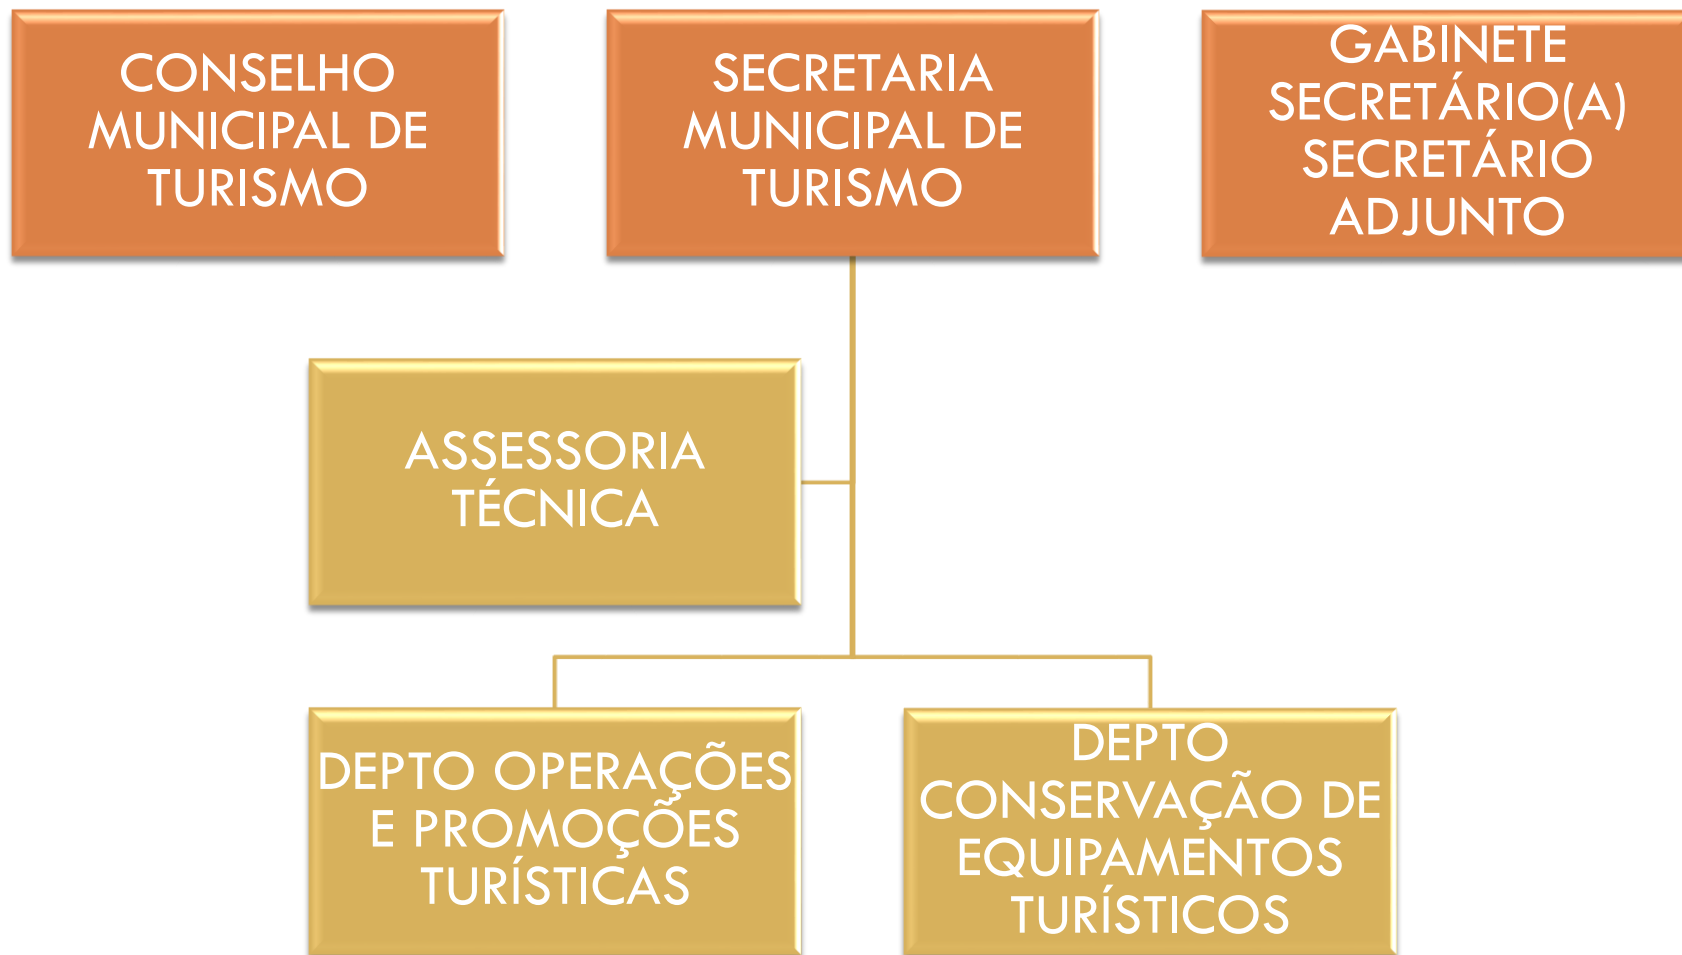 CONSELHO
MUNICIPAL DE
TURISMO
SECRETARIA
MUNICIPAL DE
TURISMO
GABINETE
SECRETÁRIO(A)
SECRETÁRIO
ADJUNTO
ASSESSORIA
TÉCNICA
DEPTO OPERAÇÕES
E PROMOÇÕES
TURÍSTICAS
DEPTO
CONSERVAÇÃO DE
EQUIPAMENTOS
TURÍSTICOS